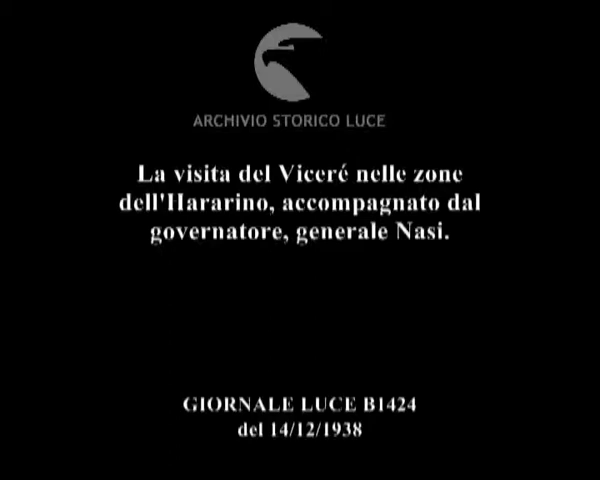 ARCHIVIO STORICO LUCE
La visita del Viceré nelle zone
dell'Hararino, accompagnato dal
governatore, generale Nasi.
GIORNALE LUCE B1424
del 14/12/1938